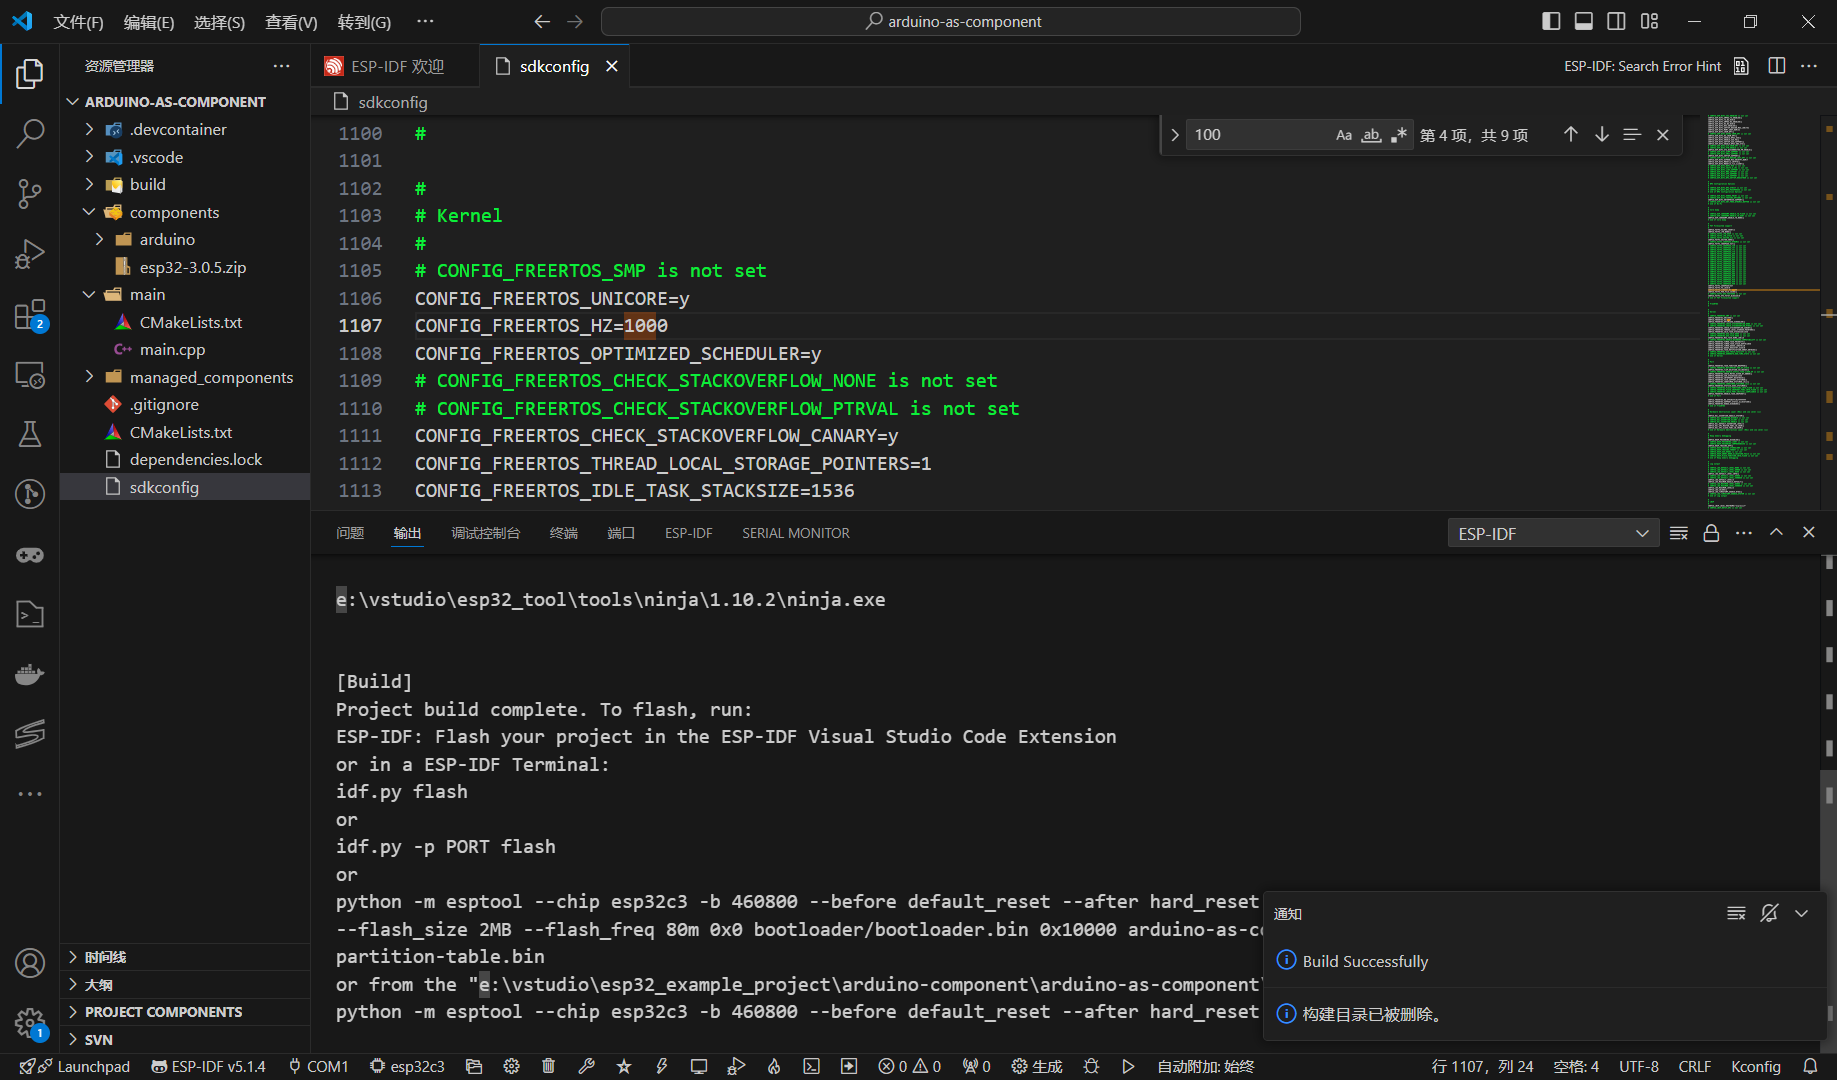 文件(F) 编辑(E) 选择(S) 查看(V) 转到(G) ··· arduino-as-component
资源管理器
ESP-IDF 欢迎
sdkconfig
ESP-IDF: Search Error Hint
ARDUINO-AS-COMPONENT
.devcontainer
.vscode
build
components
arduino
esp32-3.0.5.zip
main
CMakeLists.txt
main.cpp
managed_components
.gitignore
CMakeLists.txt
dependencies.lock
sdkconfig
时间线
大纲
PROJECT COMPONENTS
SVN
2
1
sdkconfig
100 Aa ab .* 第 4 项，共 9 项
1100 #
1101
1102 #
1103 # Kernel
1104 #
1105 # CONFIG_FREERTOS_SMP is not set
1106 CONFIG_FREERTOS_UNICORE=y
1107 CONFIG_FREERTOS_HZ=1000
1108 CONFIG_FREERTOS_OPTIMIZED_SCHEDULER=y
1109 # CONFIG_FREERTOS_CHECK_STACKOVERFLOW_NONE is not set
1110 # CONFIG_FREERTOS_CHECK_STACKOVERFLOW_PTRVAL is not set
1111 CONFIG_FREERTOS_CHECK_STACKOVERFLOW_CANARY=y
1112 CONFIG_FREERTOS_THREAD_LOCAL_STORAGE_POINTERS=1
1113 CONFIG_FREERTOS_IDLE_TASK_STACKSIZE=1536
问题 输出 调试控制台 终端 端口 ESP-IDF SERIAL MONITOR ESP-IDF
e:\vstudio\esp32_tool\tools\ninja\1.10.2\ninja.exe
[Build]
Project build complete. To flash, run:
ESP-IDF: Flash your project in the ESP-IDF Visual Studio Code Extension
or in a ESP-IDF Terminal:
idf.py flash
or
idf.py -p PORT flash
or
python -m esptool --chip esp32c3 -b 460800 --before default_reset --after hard_reset
--flash_size 2MB --flash_freq 80m 0x0 bootloader/bootloader.bin 0x10000 arduino-as-co
partition-table.bin
or from the "e:\vstudio\esp32_example_project\arduino-component\arduino-as-component\
python -m esptool --chip esp32c3 -b 460800 --before default_reset --after hard_reset
通知
Build Successfully
构建目录已被删除。
Launchpad ESP-IDF v5.1.4 COM1 esp32c3 0 0 0 生成 自动附加: 始终 行 1107，列 24 空格: 4 UTF-8 CRLF Kconfig